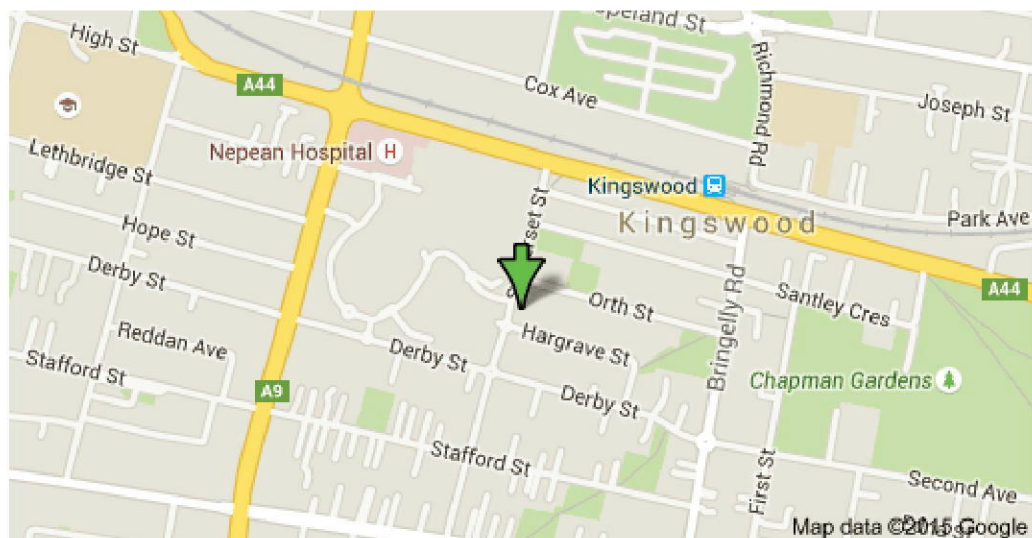 High St
A44
Cox Ave
Richmond Rd
Joseph St
Nepean Hospital H
Lethbridge St
Kingswood
Kingswood
Park Ave
Hope St
A44
Derby St
Orth St
Santley Cres
Reddan Ave
Hargrave St
Bringelly Rd
Stafford St
Derby St
Chapman Gardens
A9
Derby St
Stafford St
First St
Second Ave
Map data ©2015 Google